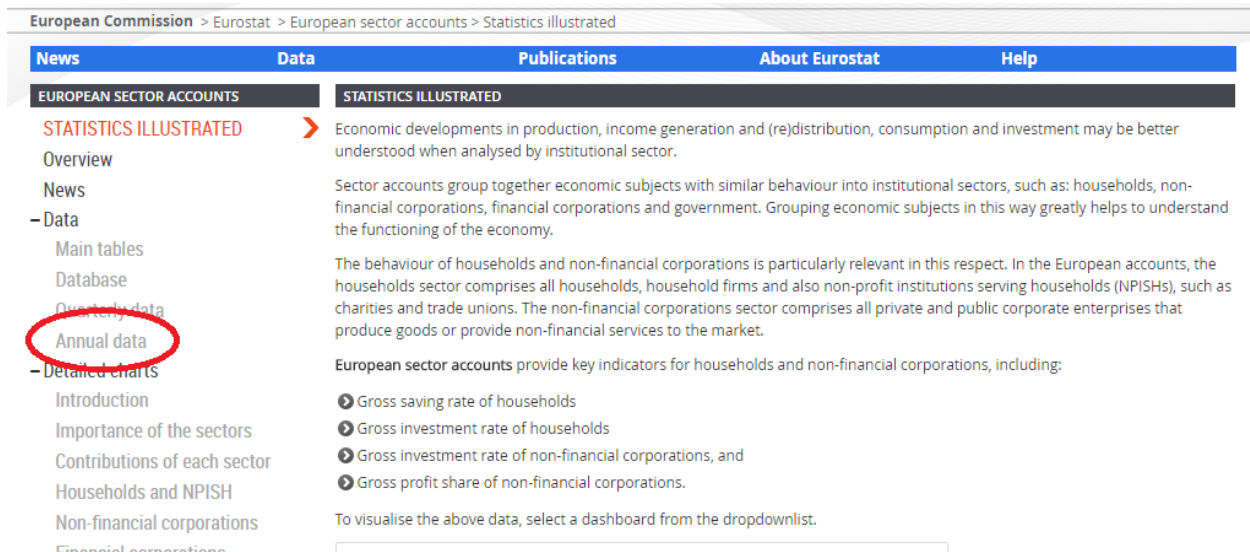 European Commission > Eurostat > European sector accounts > Statistics illustrated
News Data Publications About Eurostat Help
EUROPEAN SECTOR ACCOUNTS
STATISTICS ILLUSTRATED
Overview
News
– Data
Main tables
Database
Quarterly data
Annual data
– Detailed charts
Introduction
Importance of the sectors
Contributions of each sector
Households and NPISH
Non-financial corporations
Financial corporations
STATISTICS ILLUSTRATED
Economic developments in production, income generation and (re)distribution, consumption and investment may be better
understood when analysed by institutional sector.
Sector accounts group together economic subjects with similar behaviour into institutional sectors, such as: households, non-
financial corporations, financial corporations and government. Grouping economic subjects in this way greatly helps to understand
the functioning of the economy.
The behaviour of households and non-financial corporations is particularly relevant in this respect. In the European accounts, the
households sector comprises all households, household firms and also non-profit institutions serving households (NPISHs), such as
charities and trade unions. The non-financial corporations sector comprises all private and public corporate enterprises that
produce goods or provide non-financial services to the market.
European sector accounts provide key indicators for households and non-financial corporations, including:
Gross saving rate of households
Gross investment rate of households
Gross investment rate of non-financial corporations, and
Gross profit share of non-financial corporations.
To visualise the above data, select a dashboard from the dropdownlist.